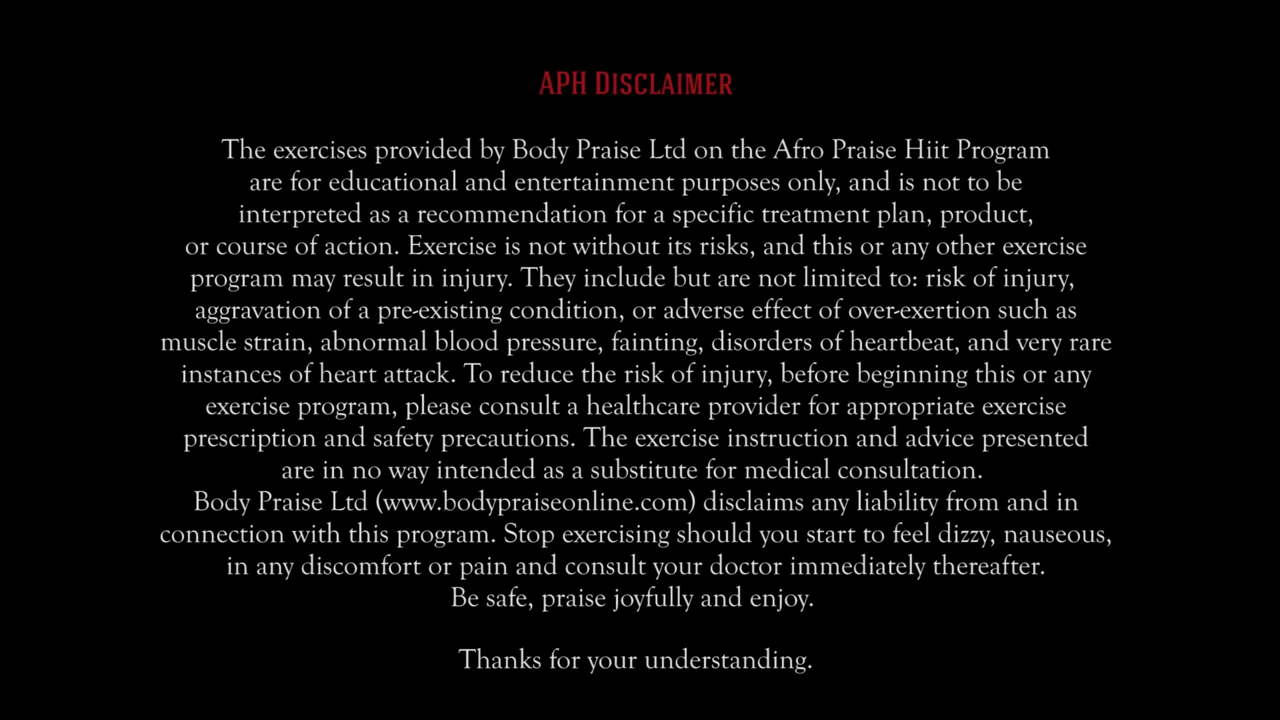 APH DISCLAIMER
The exercises provided by Body Praise Ltd on the Afro Praise Hiit Program
are for educational and entertainment purposes only, and is not to be
interpreted as a recommendation for a specific treatment plan, product,
or course of action. Exercise is not without its risks, and this or any other exercise
program may result in injury. They include but are not limited to: risk of injury,
aggravation of a pre-existing condition, or adverse effect of over-exertion such as
muscle strain, abnormal blood pressure, fainting, disorders of heartbeat, and very rare
instances of heart attack. To reduce the risk of injury, before beginning this or any
exercise program, please consult a healthcare provider for appropriate exercise
prescription and safety precautions. The exercise instruction and advice presented
are in no way intended as a substitute for medical consultation.
Body Praise Ltd (www.bodypraiseonline.com) disclaims any liability from and in
connection with this program. Stop exercising should you start to feel dizzy, nauseous,
in any discomfort or pain and consult your doctor immediately thereafter.
Be safe, praise joyfully and enjoy.
Thanks for your understanding.